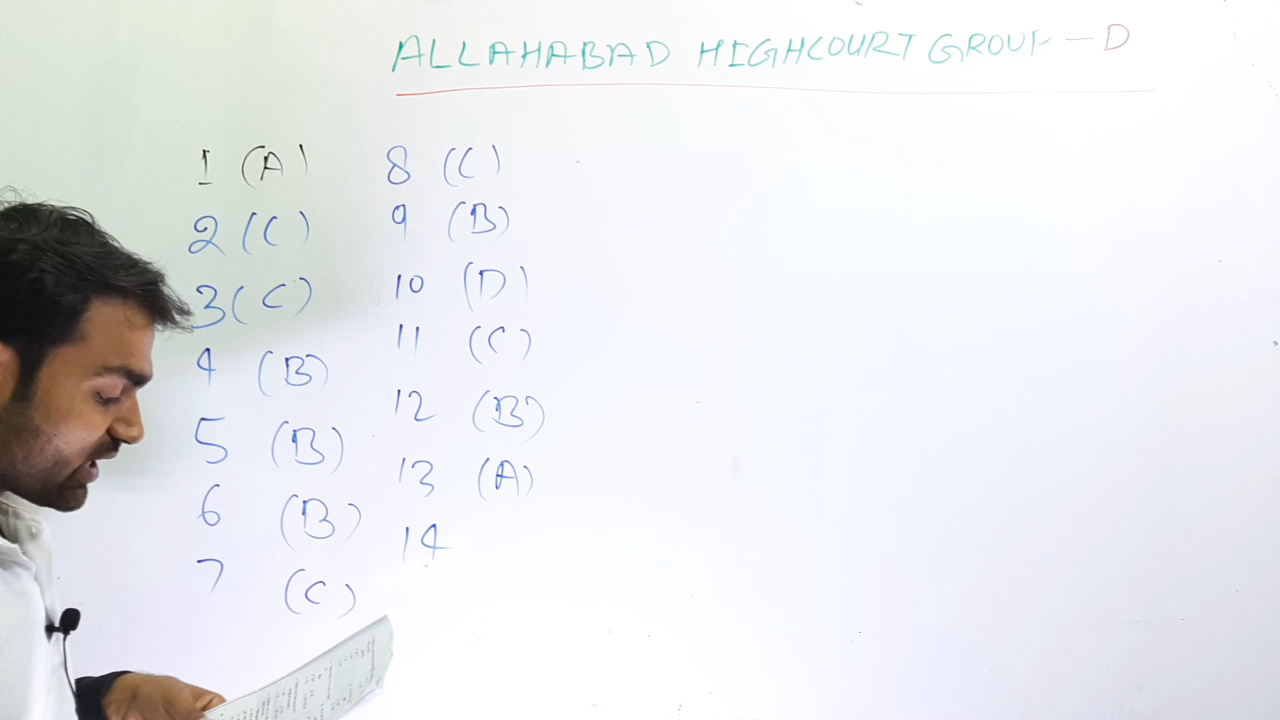 ALLAHABAD HIGHCOURT GROUP - D
1 (A)
2 (C)
3 (C)
4 (B)
5 (B)
6 (B)
7 (C)
8 (C)
9 (B)
10 (D)
11 (C)
12 (B)
13 (A)
14